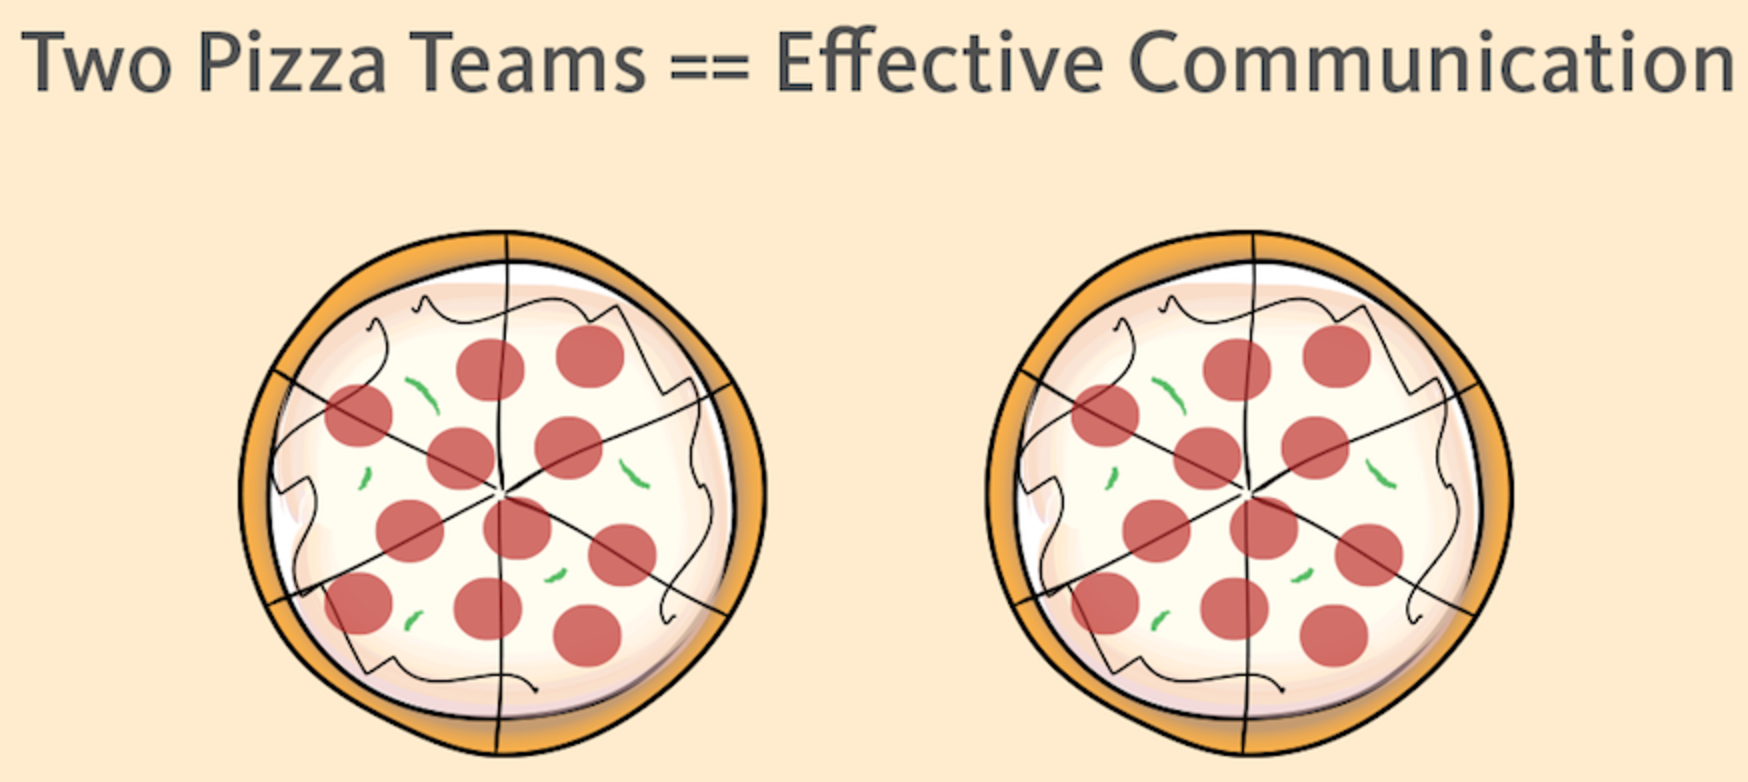 Two Pizza Teams == Effective Communication